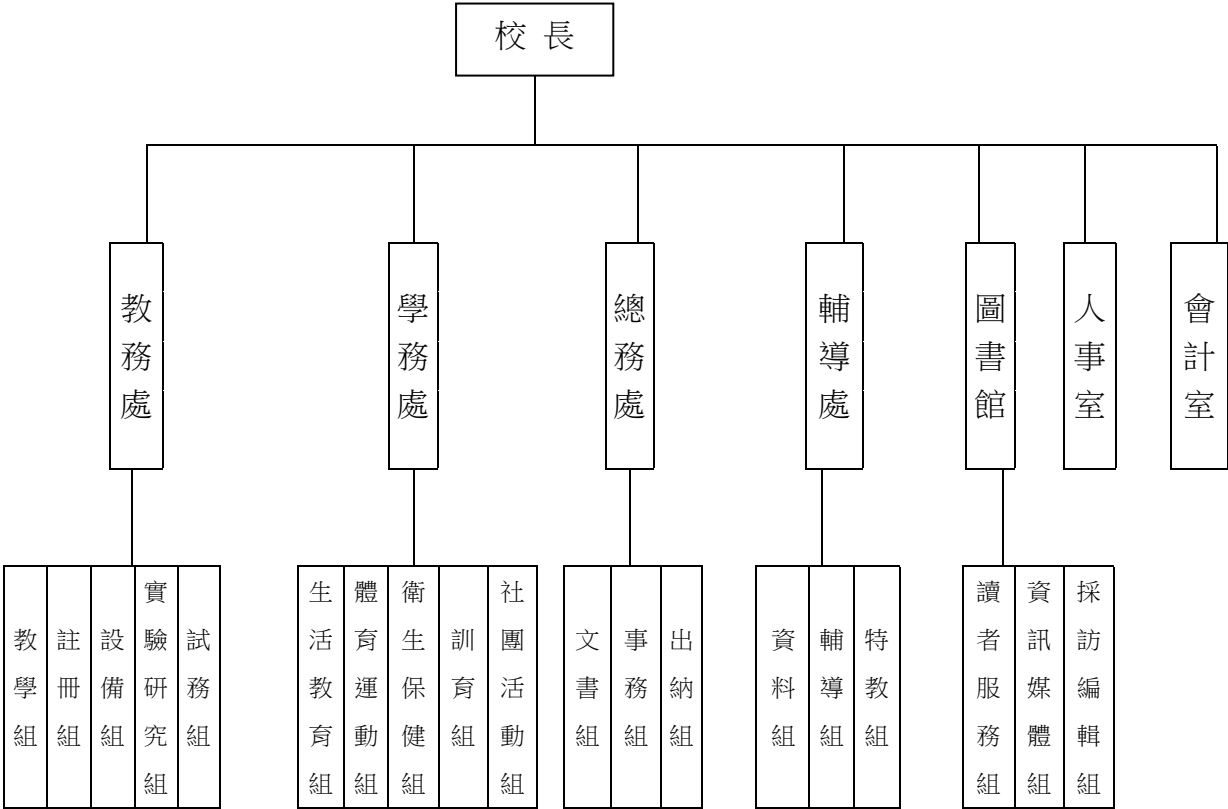 校長
教務處
學務處
總務處
輔導處
圖書館
人事室
會計室
教學組
註冊組
設備組
實驗研究組
試務組
生活教育組
體育運動組
衛生保健組
訓育組
社團活動組
文書組
事務組
出納組
資料組
輔導組
特教組
讀者服務組
資訊媒體組
採訪編輯組